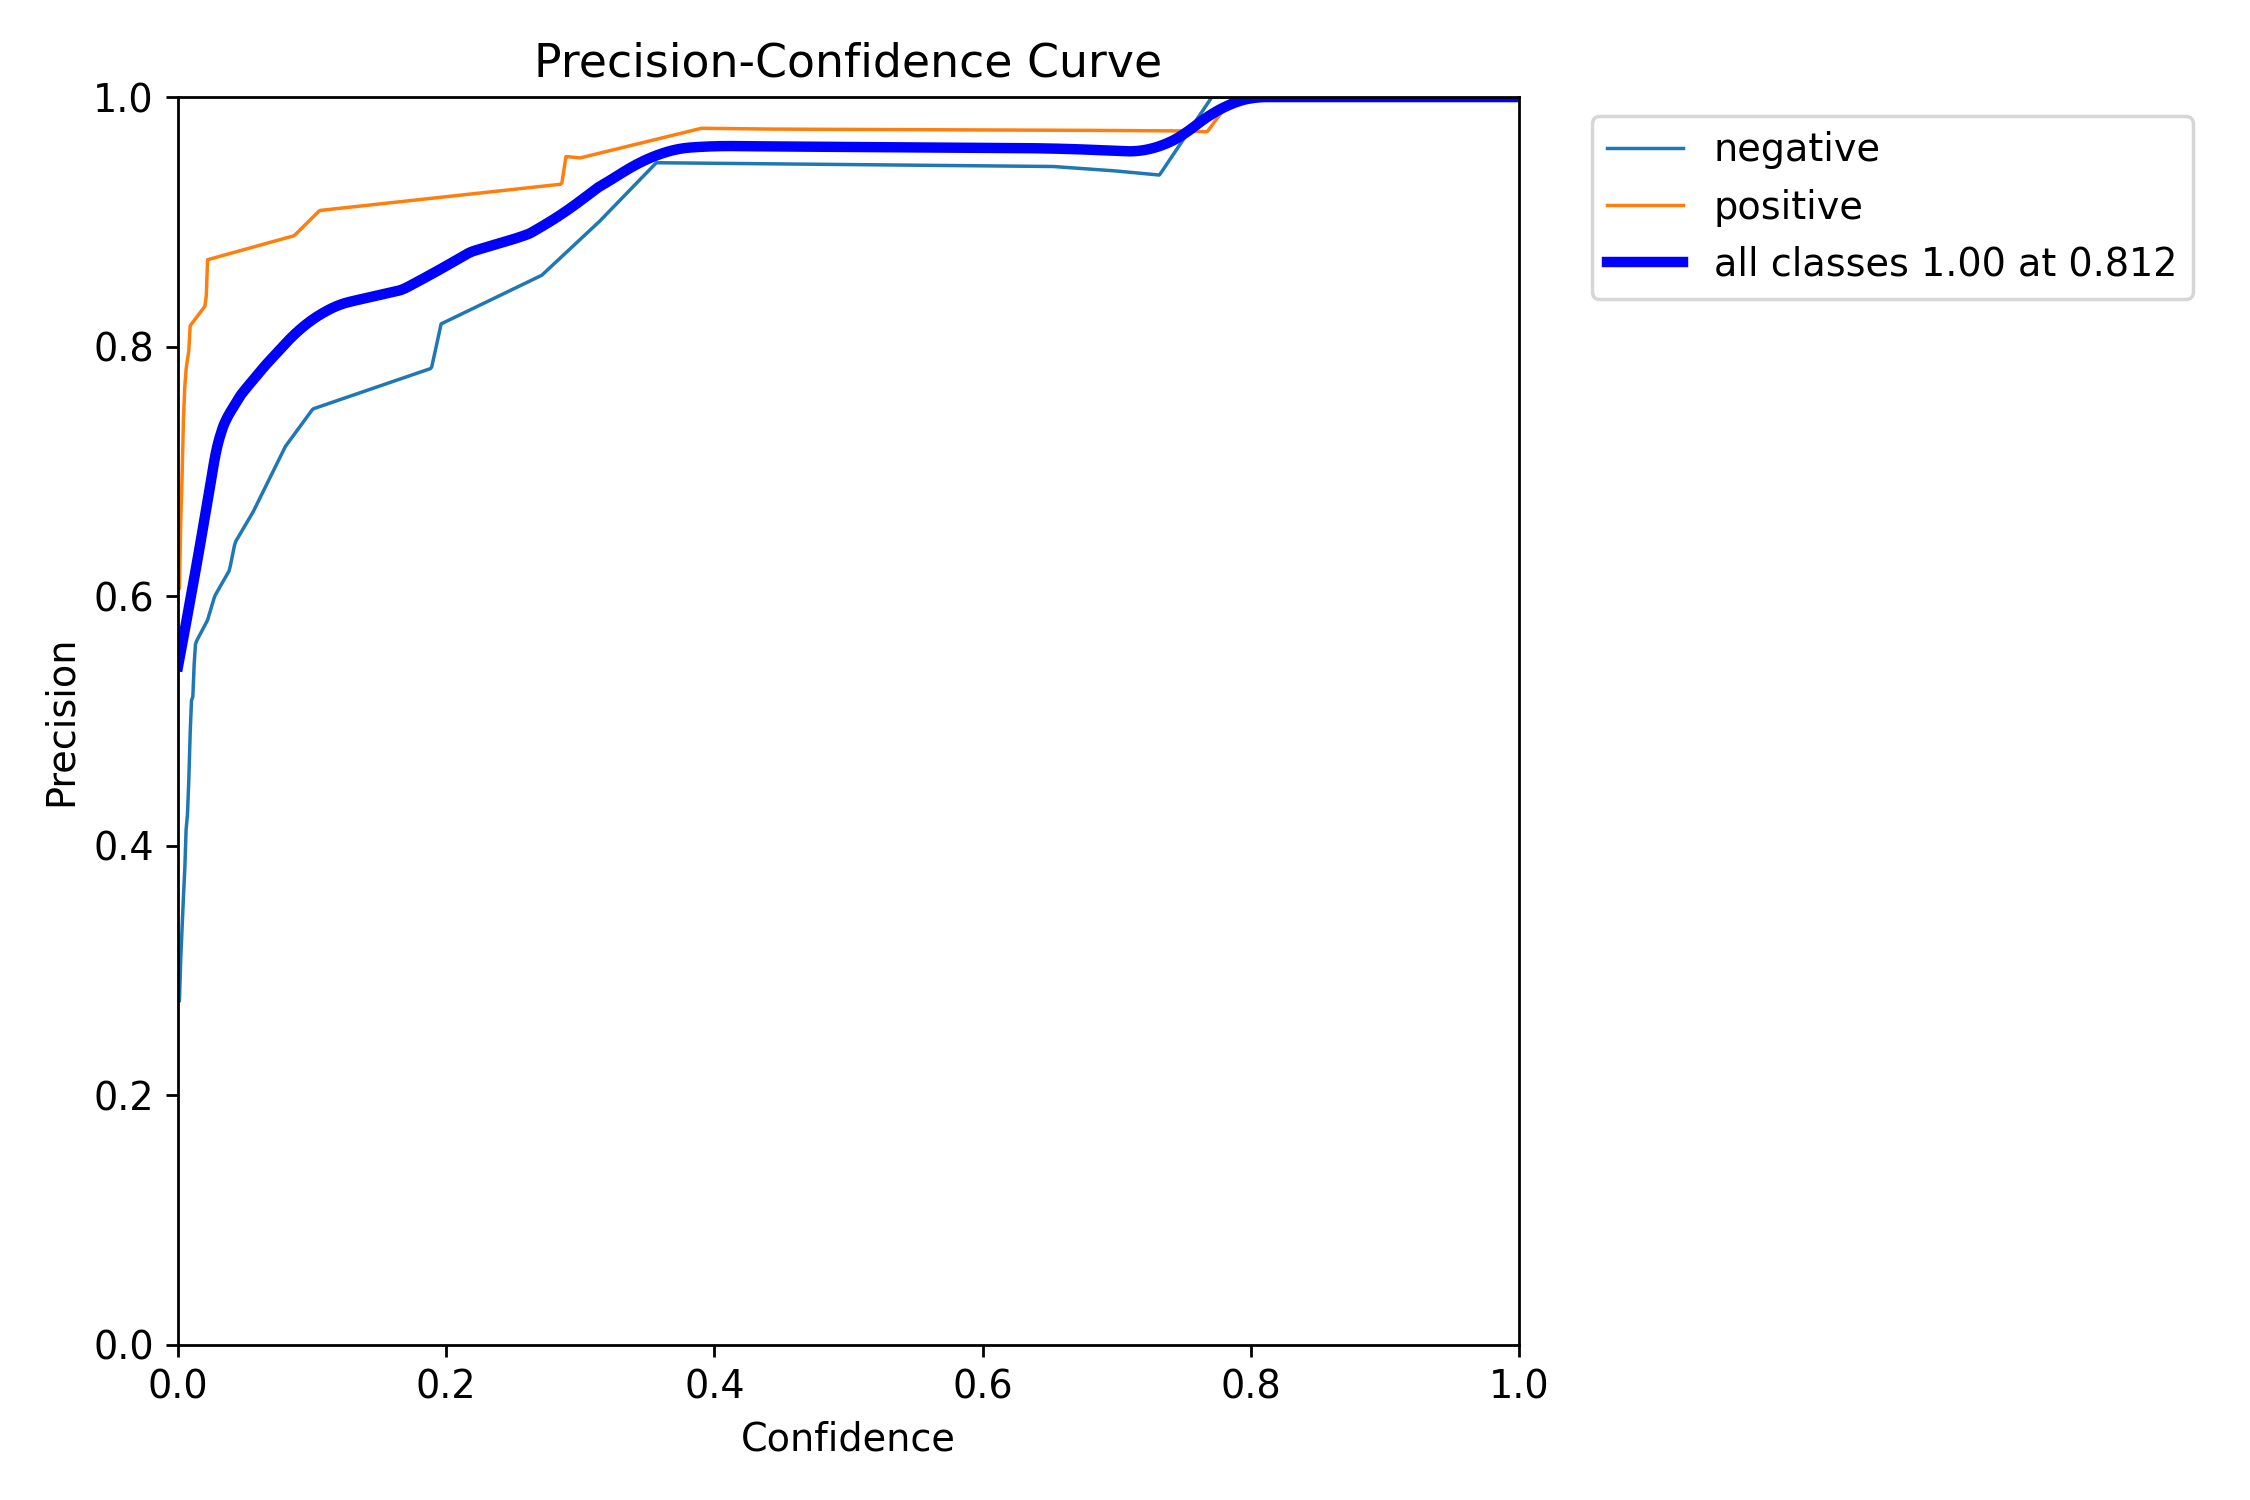 Precision-Confidence Curve
1.0
0.8
0.6
0.4
0.2
0.0
Precision
0.0 0.2 0.4 0.6 0.8 1.0
Confidence
negative
positive
all classes 1.00 at 0.812